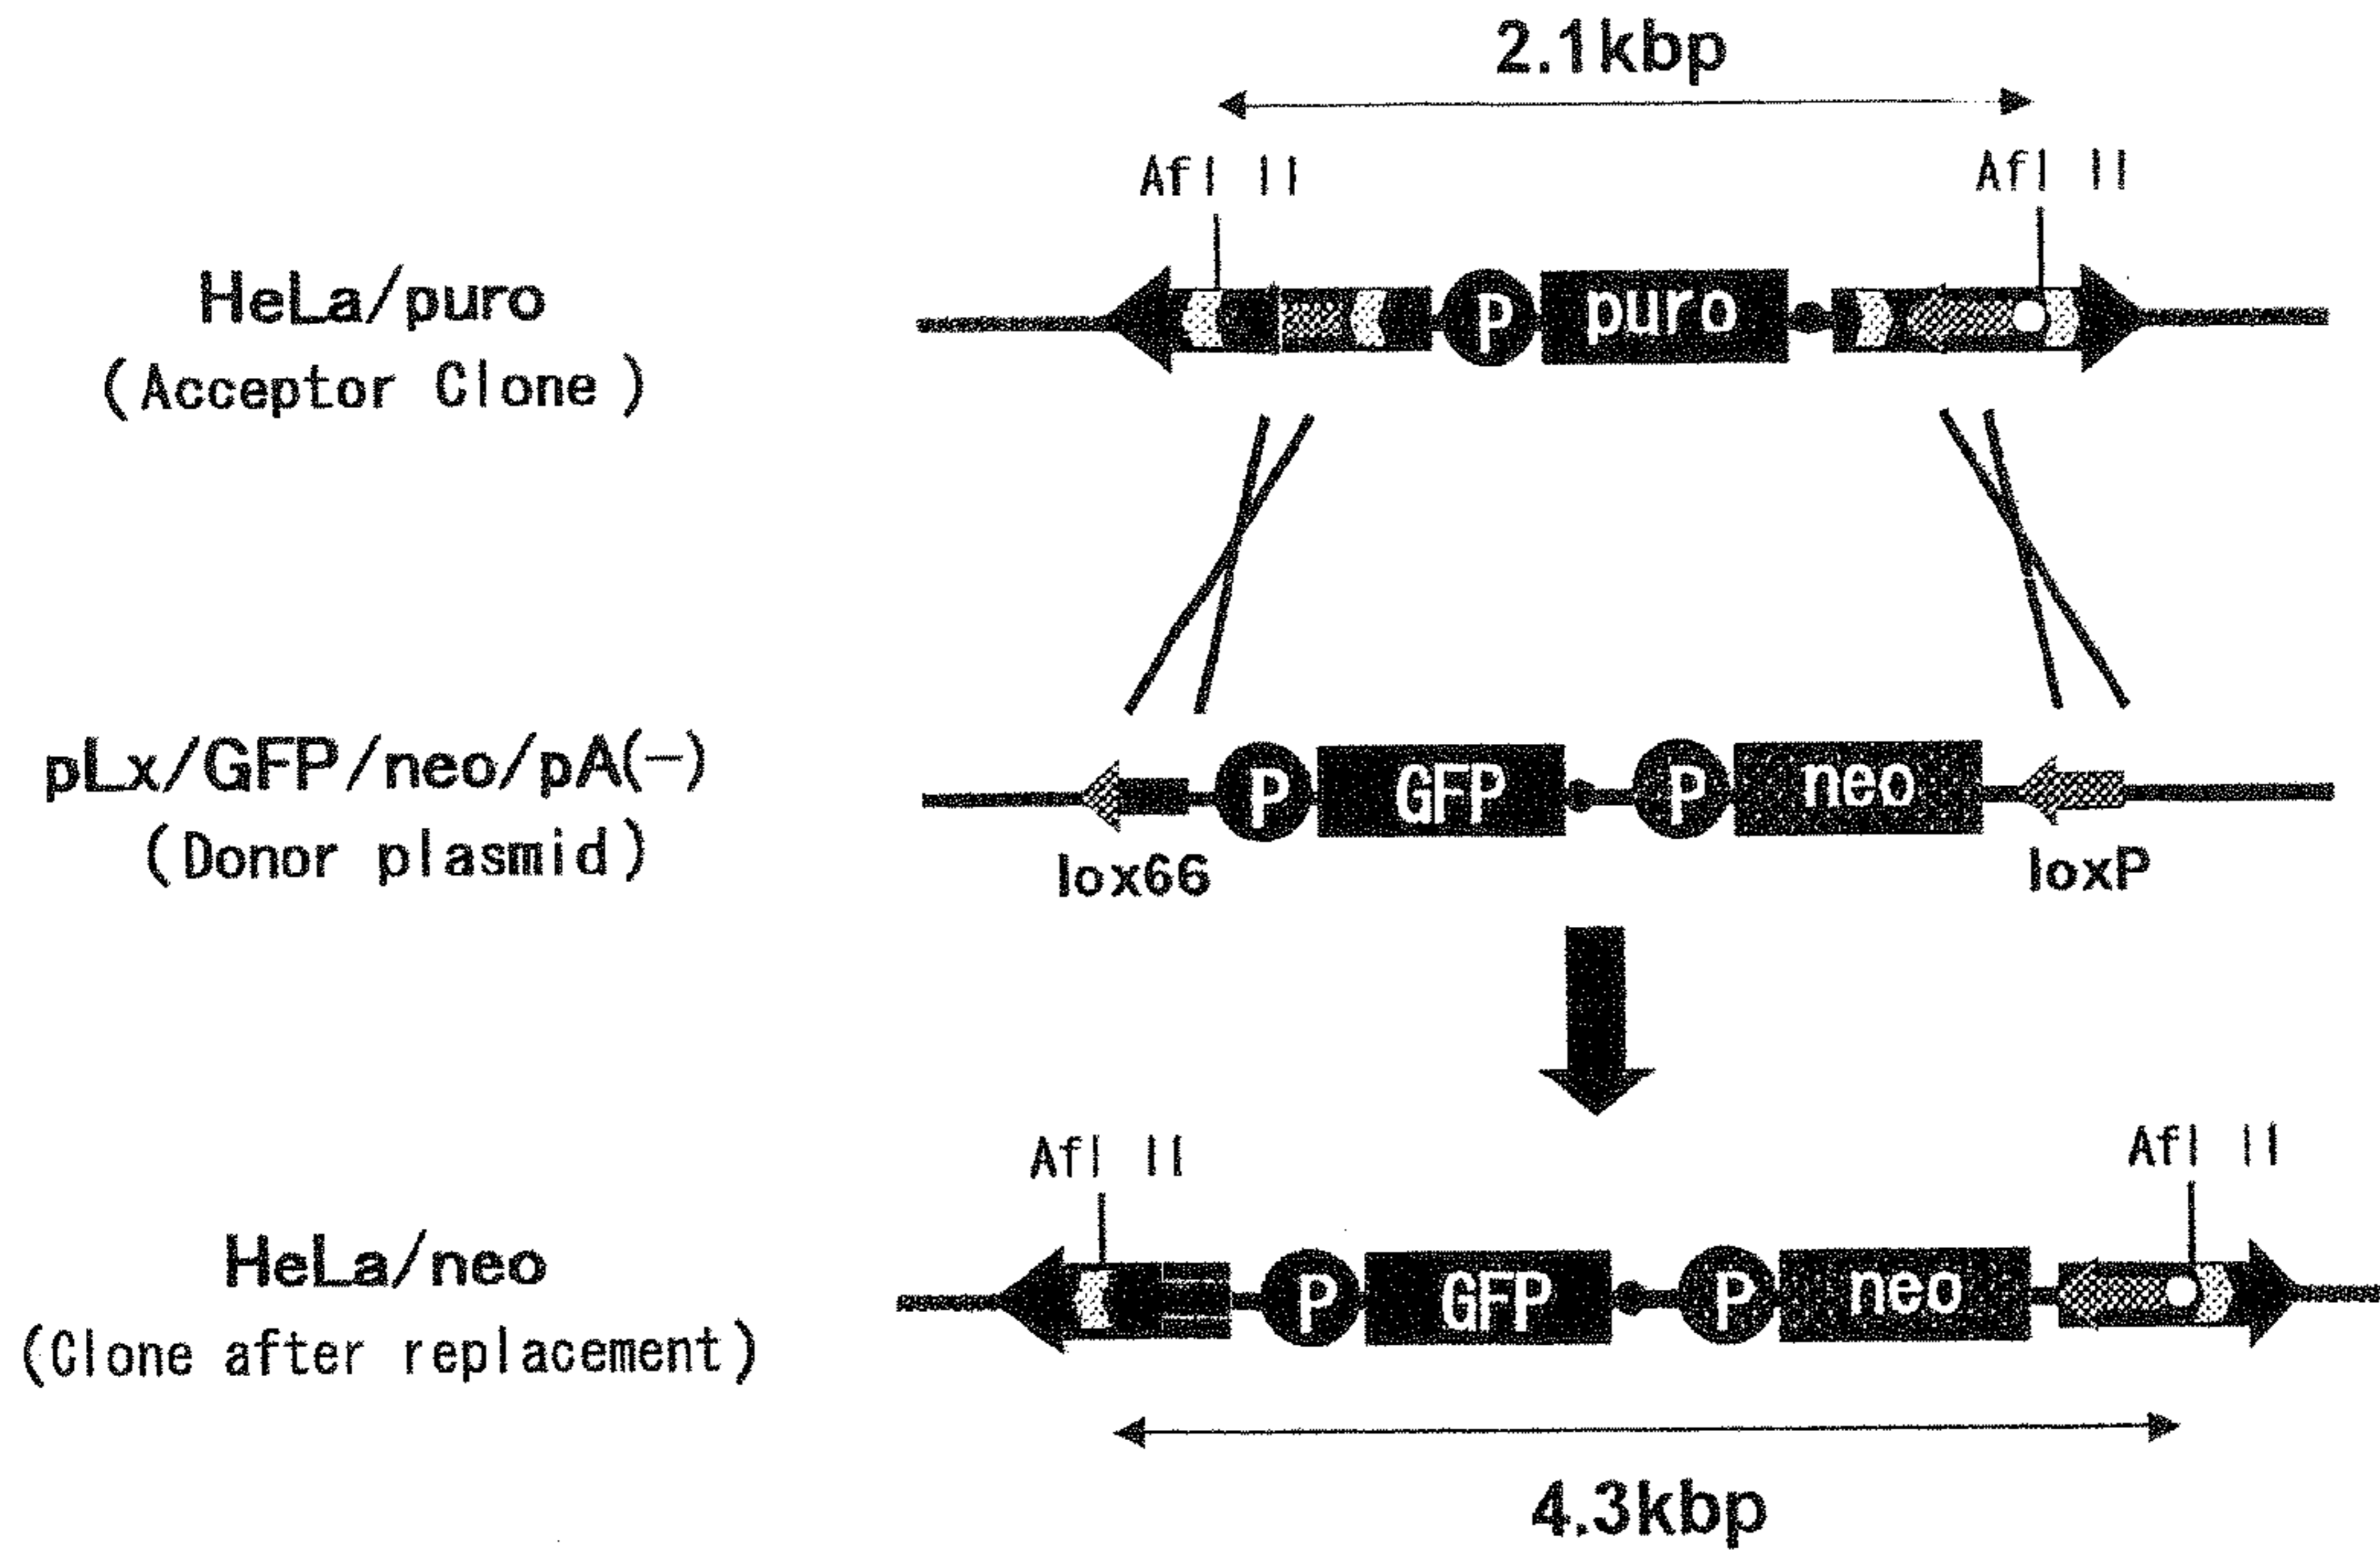 2.1kbp
Afl II Afl II
HeLa/puro
(Acceptor Clone)
P puro
pLx/GFP/neo/pA(-)
(Donor plasmid)
P GFP P neo
lox66 loxP
Afl II Afl II
HeLa/neo
(Clone after replacement)
P GFP P neo
4.3kbp